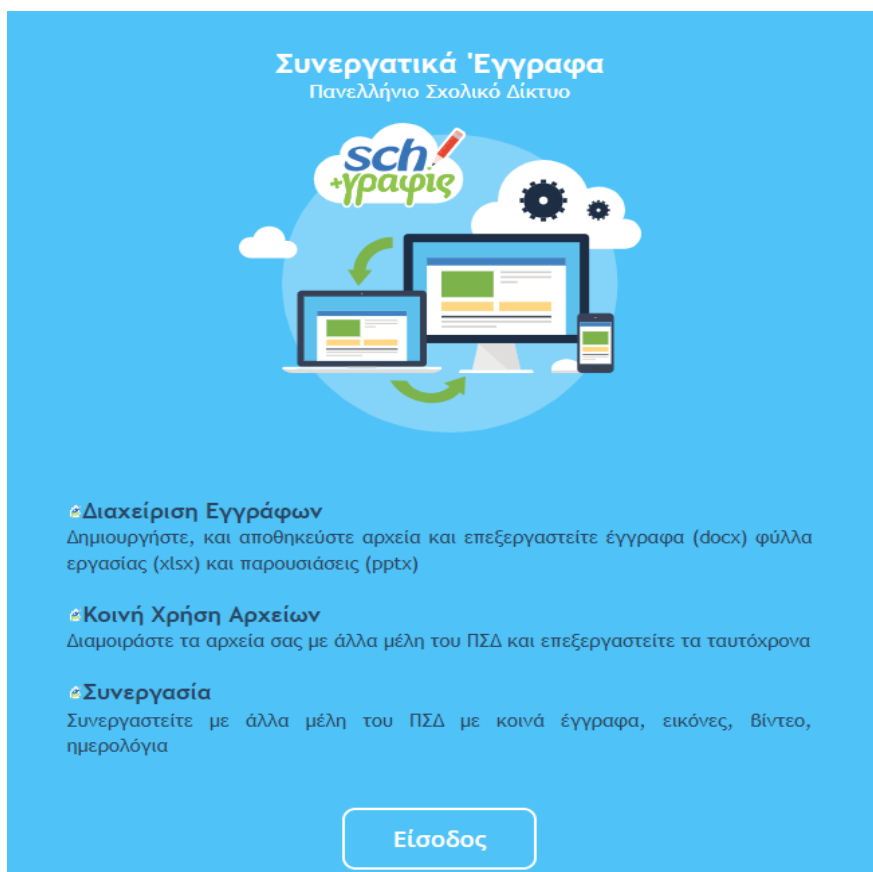 Συνεργατικά Έγγραφα
Πανελλήνιο Σχολικό Δίκτυο
sch
+γραφις
Διαχείριση Εγγράφων
Δημιουργήστε, και αποθηκεύστε αρχεία και επεξεργαστείτε έγγραφα (docx) φύλλα
εργασίας (xlsx) και παρουσιάσεις (pptx)
Κοινή Χρήση Αρχείων
Διαμοιράστε τα αρχεία σας με άλλα μέλη του ΠΣΔ και επεξεργαστείτε τα ταυτόχρονα
Συνεργασία
Συνεργαστείτε με άλλα μέλη του ΠΣΔ με κοινά έγγραφα, εικόνες, βίντεο,
ημερολόγια
Είσοδος